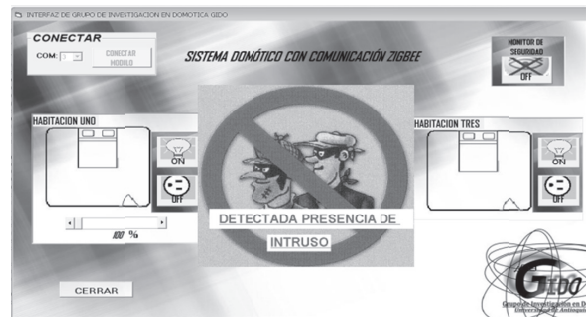 INTERFAZ DE GRUPO DE INVESTIGACION EN DOMOTICA GIDO
CONECTAR
COM:
CONECTAR
MODULO
SISTEMA DOMÓTICO CON COMUNICACIÓN ZIGBEE
MONITOR DE
SEGURIDAD
OFF
HABITACION UNO
ON
OFF
100 %
DETECTADA PRESENCIA DE
INTRUSO
HABITACION TRES
ON
OFF
CERRAR
GIDO
Grupo de Investigación en
Universidad de